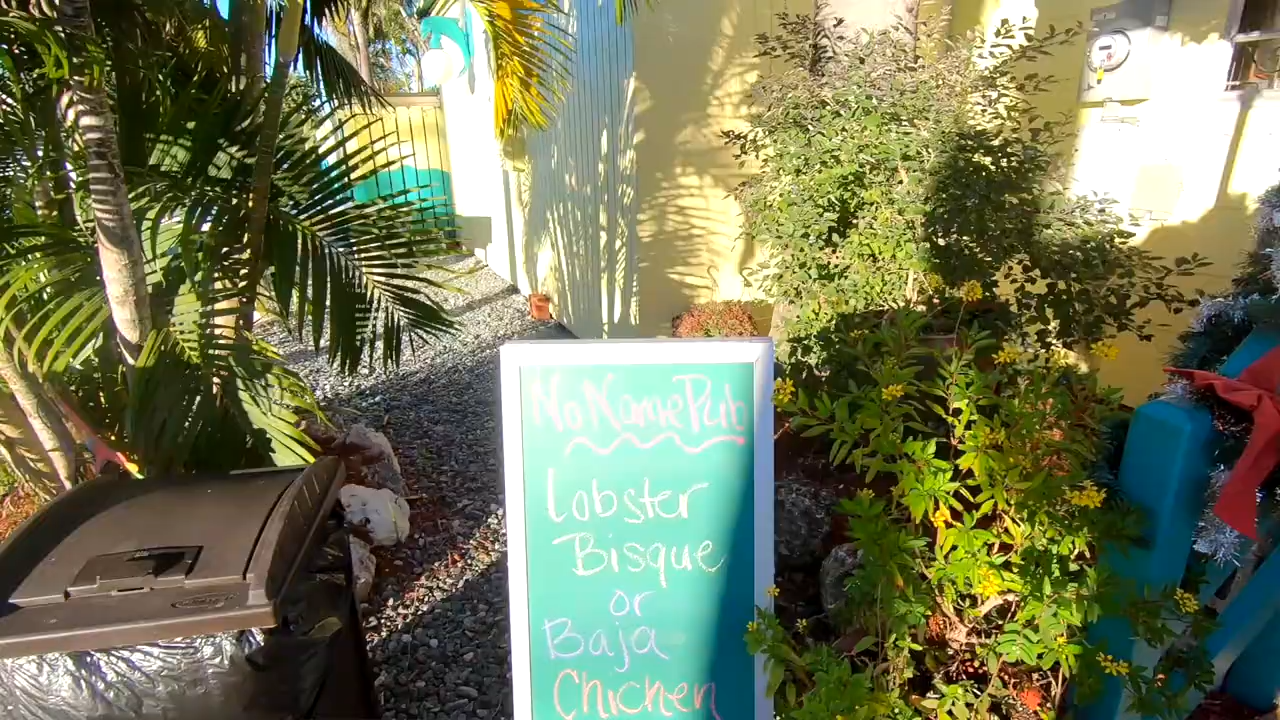 No Name Pub
Lobster
Bisque
or
Baja
Chicken